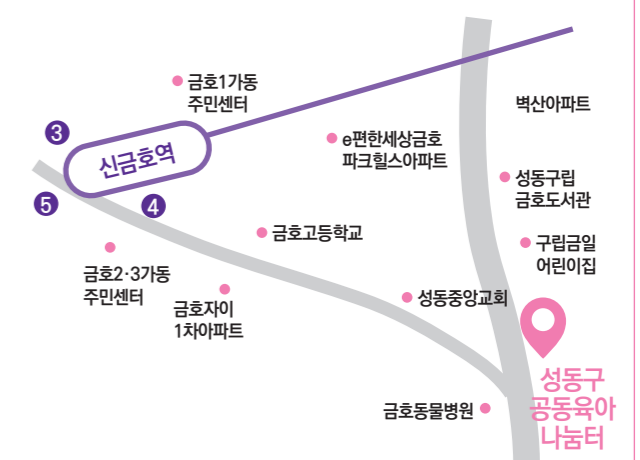 금호1가동
주민센터
벽산아파트
3
신금호역
e편한세상금호
파크힐스아파트
성동구립
금호도서관
5
4
금호고등학교
구립금일
어린이집
금호2·3가동
주민센터
금호자이
1차아파트
성동중앙교회
성동구
공동육아
나눔터
금호동물병원